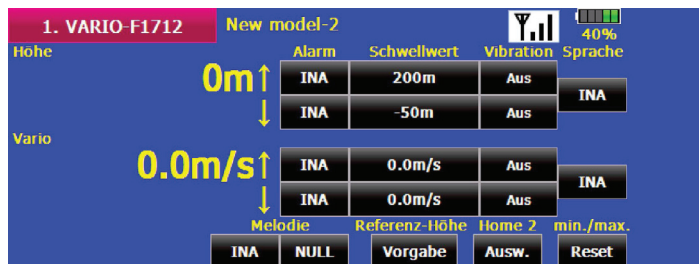 1. VARIO-F1712 New model-2 40%
Höhe Alarm Schwellwert Vibration Sprache
0m↑ INA 200m Aus INA
↓ INA -50m Aus
Vario
0.0m/s↑ INA 0.0m/s Aus INA
↓ INA 0.0m/s Aus
Melodie Referenz-Höhe Home 2 min./max.
INA NULL Vorgabe Ausw. Reset